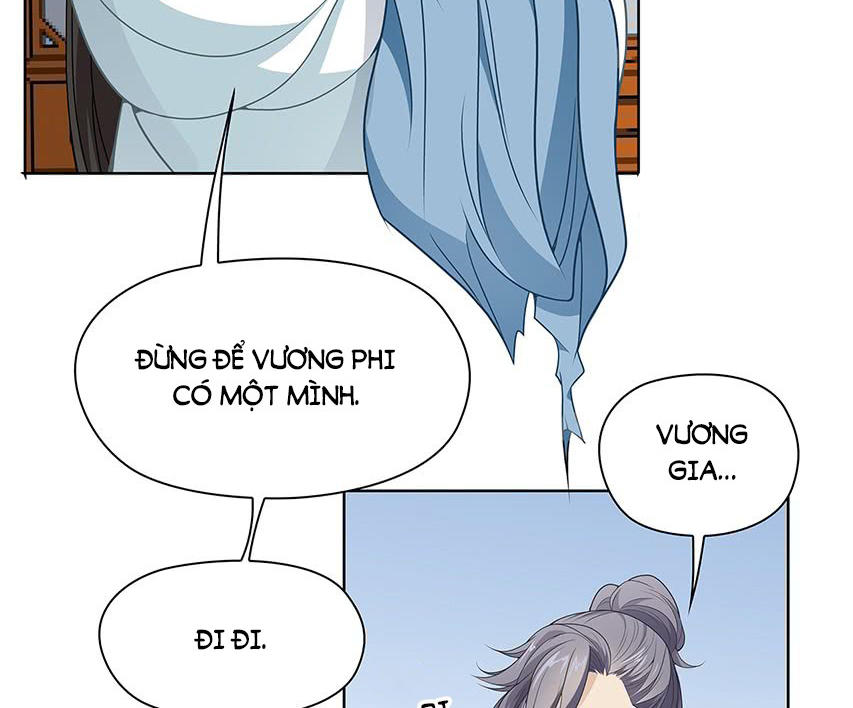 ĐỪNG ĐỂ VƯƠNG PHI
CÓ MỘT MÌNH.
VƯƠNG
GIA...
ĐI ĐI.